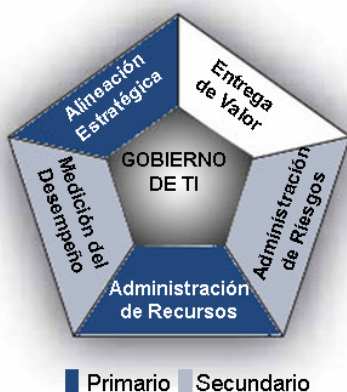 Alineación
Estratégica
Entrega
de Valor
GOBIERNO
DE TI
Medición del
Desempeño
Administración
de Riesgos
Administración
de Recursos
Primario Secundario